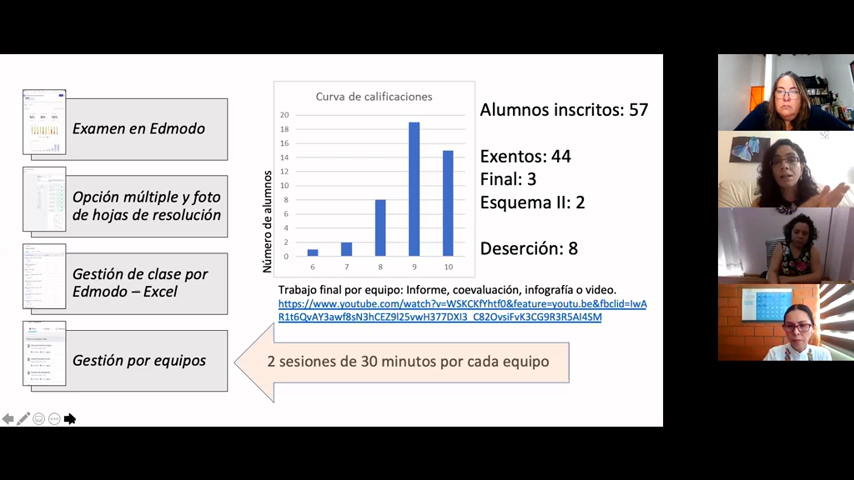 Examen en Edmodo
Opción múltiple y foto
de hojas de resolución
Gestión de clase por
Edmodo – Excel
Gestión por equipos
Curva de calificaciones
Número de alumnos
20
18
16
14
12
10
8
6
4
2
0
6 7 8 9 10
Alumnos inscritos: 57
Exentos: 44
Final: 3
Esquema II: 2
Deserción: 8
Trabajo final por equipo: Informe, coevaluación, infografía o video.
https://www.youtube.com/watch?v=WSKCKfYhtf0&feature=youtu.be&fbclid=IwA
R1t6QvAY3awf8sN3hCEZ9l25vwH377DXI3_C82OvsiFvK3CG9R3R5AI4SM
2 sesiones de 30 minutos por cada equipo